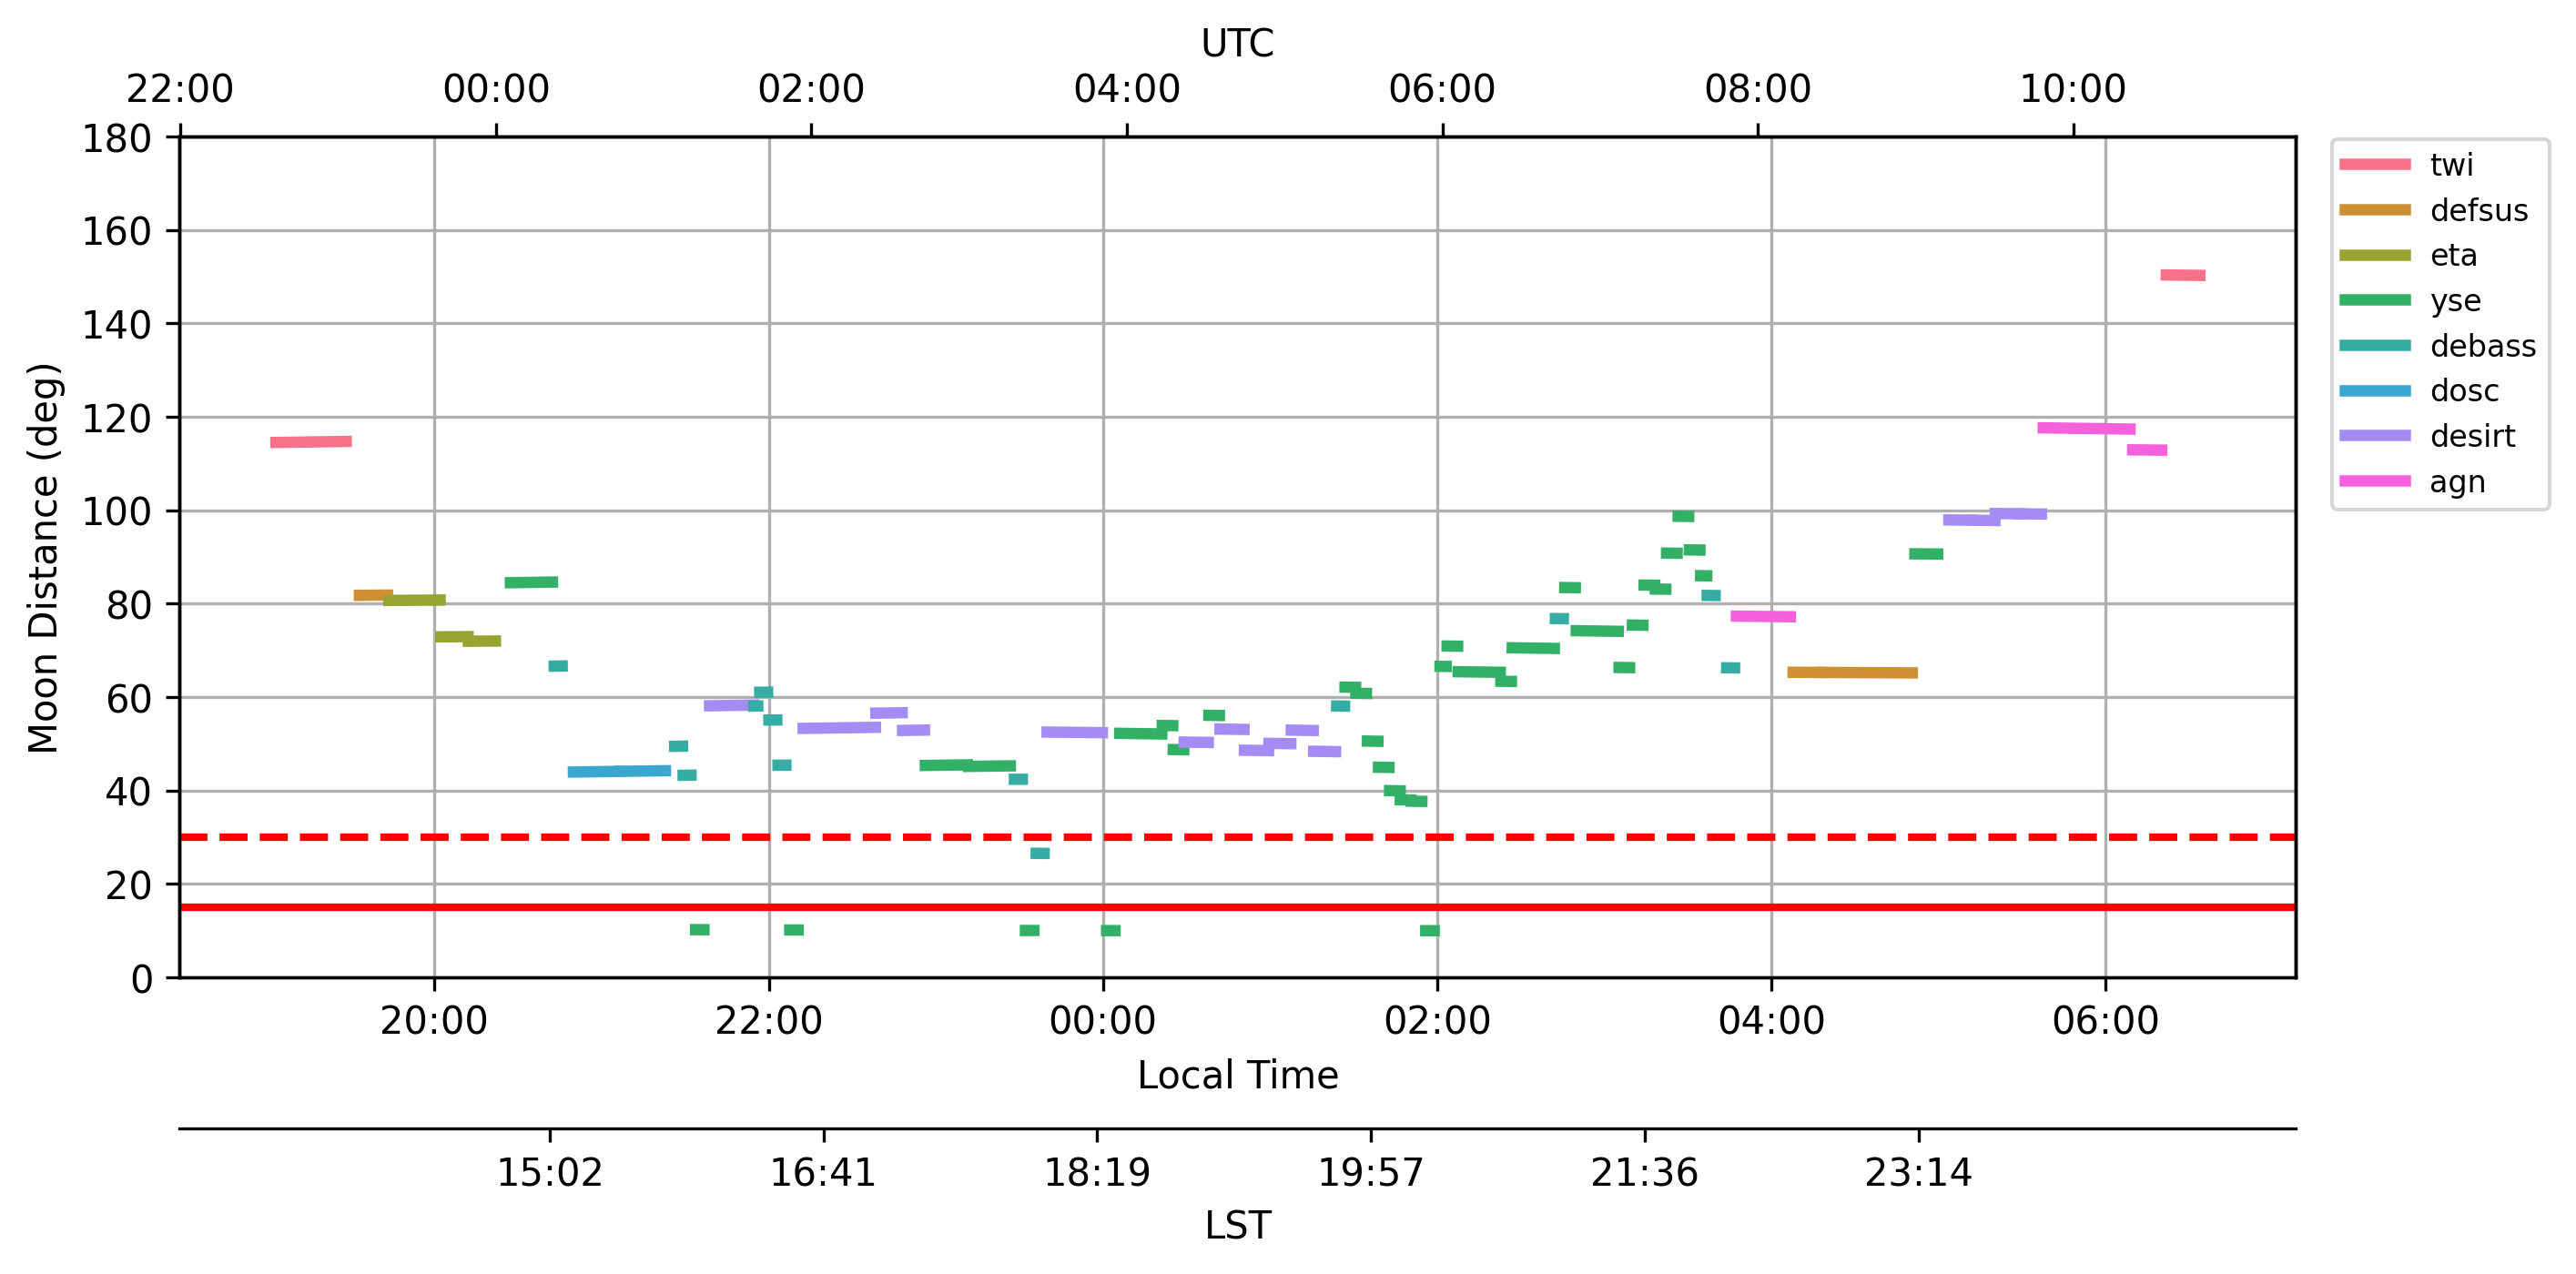 UTC
22:00 00:00 02:00 04:00 06:00 08:00 10:00
180
160
140
120
100
80
60
40
20
0
Moon Distance (deg)
twi
defsus
eta
yse
debass
dosc
desirt
agn
20:00 22:00 00:00 02:00 04:00 06:00
Local Time
15:02 16:41 18:19 19:57 21:36 23:14
LST